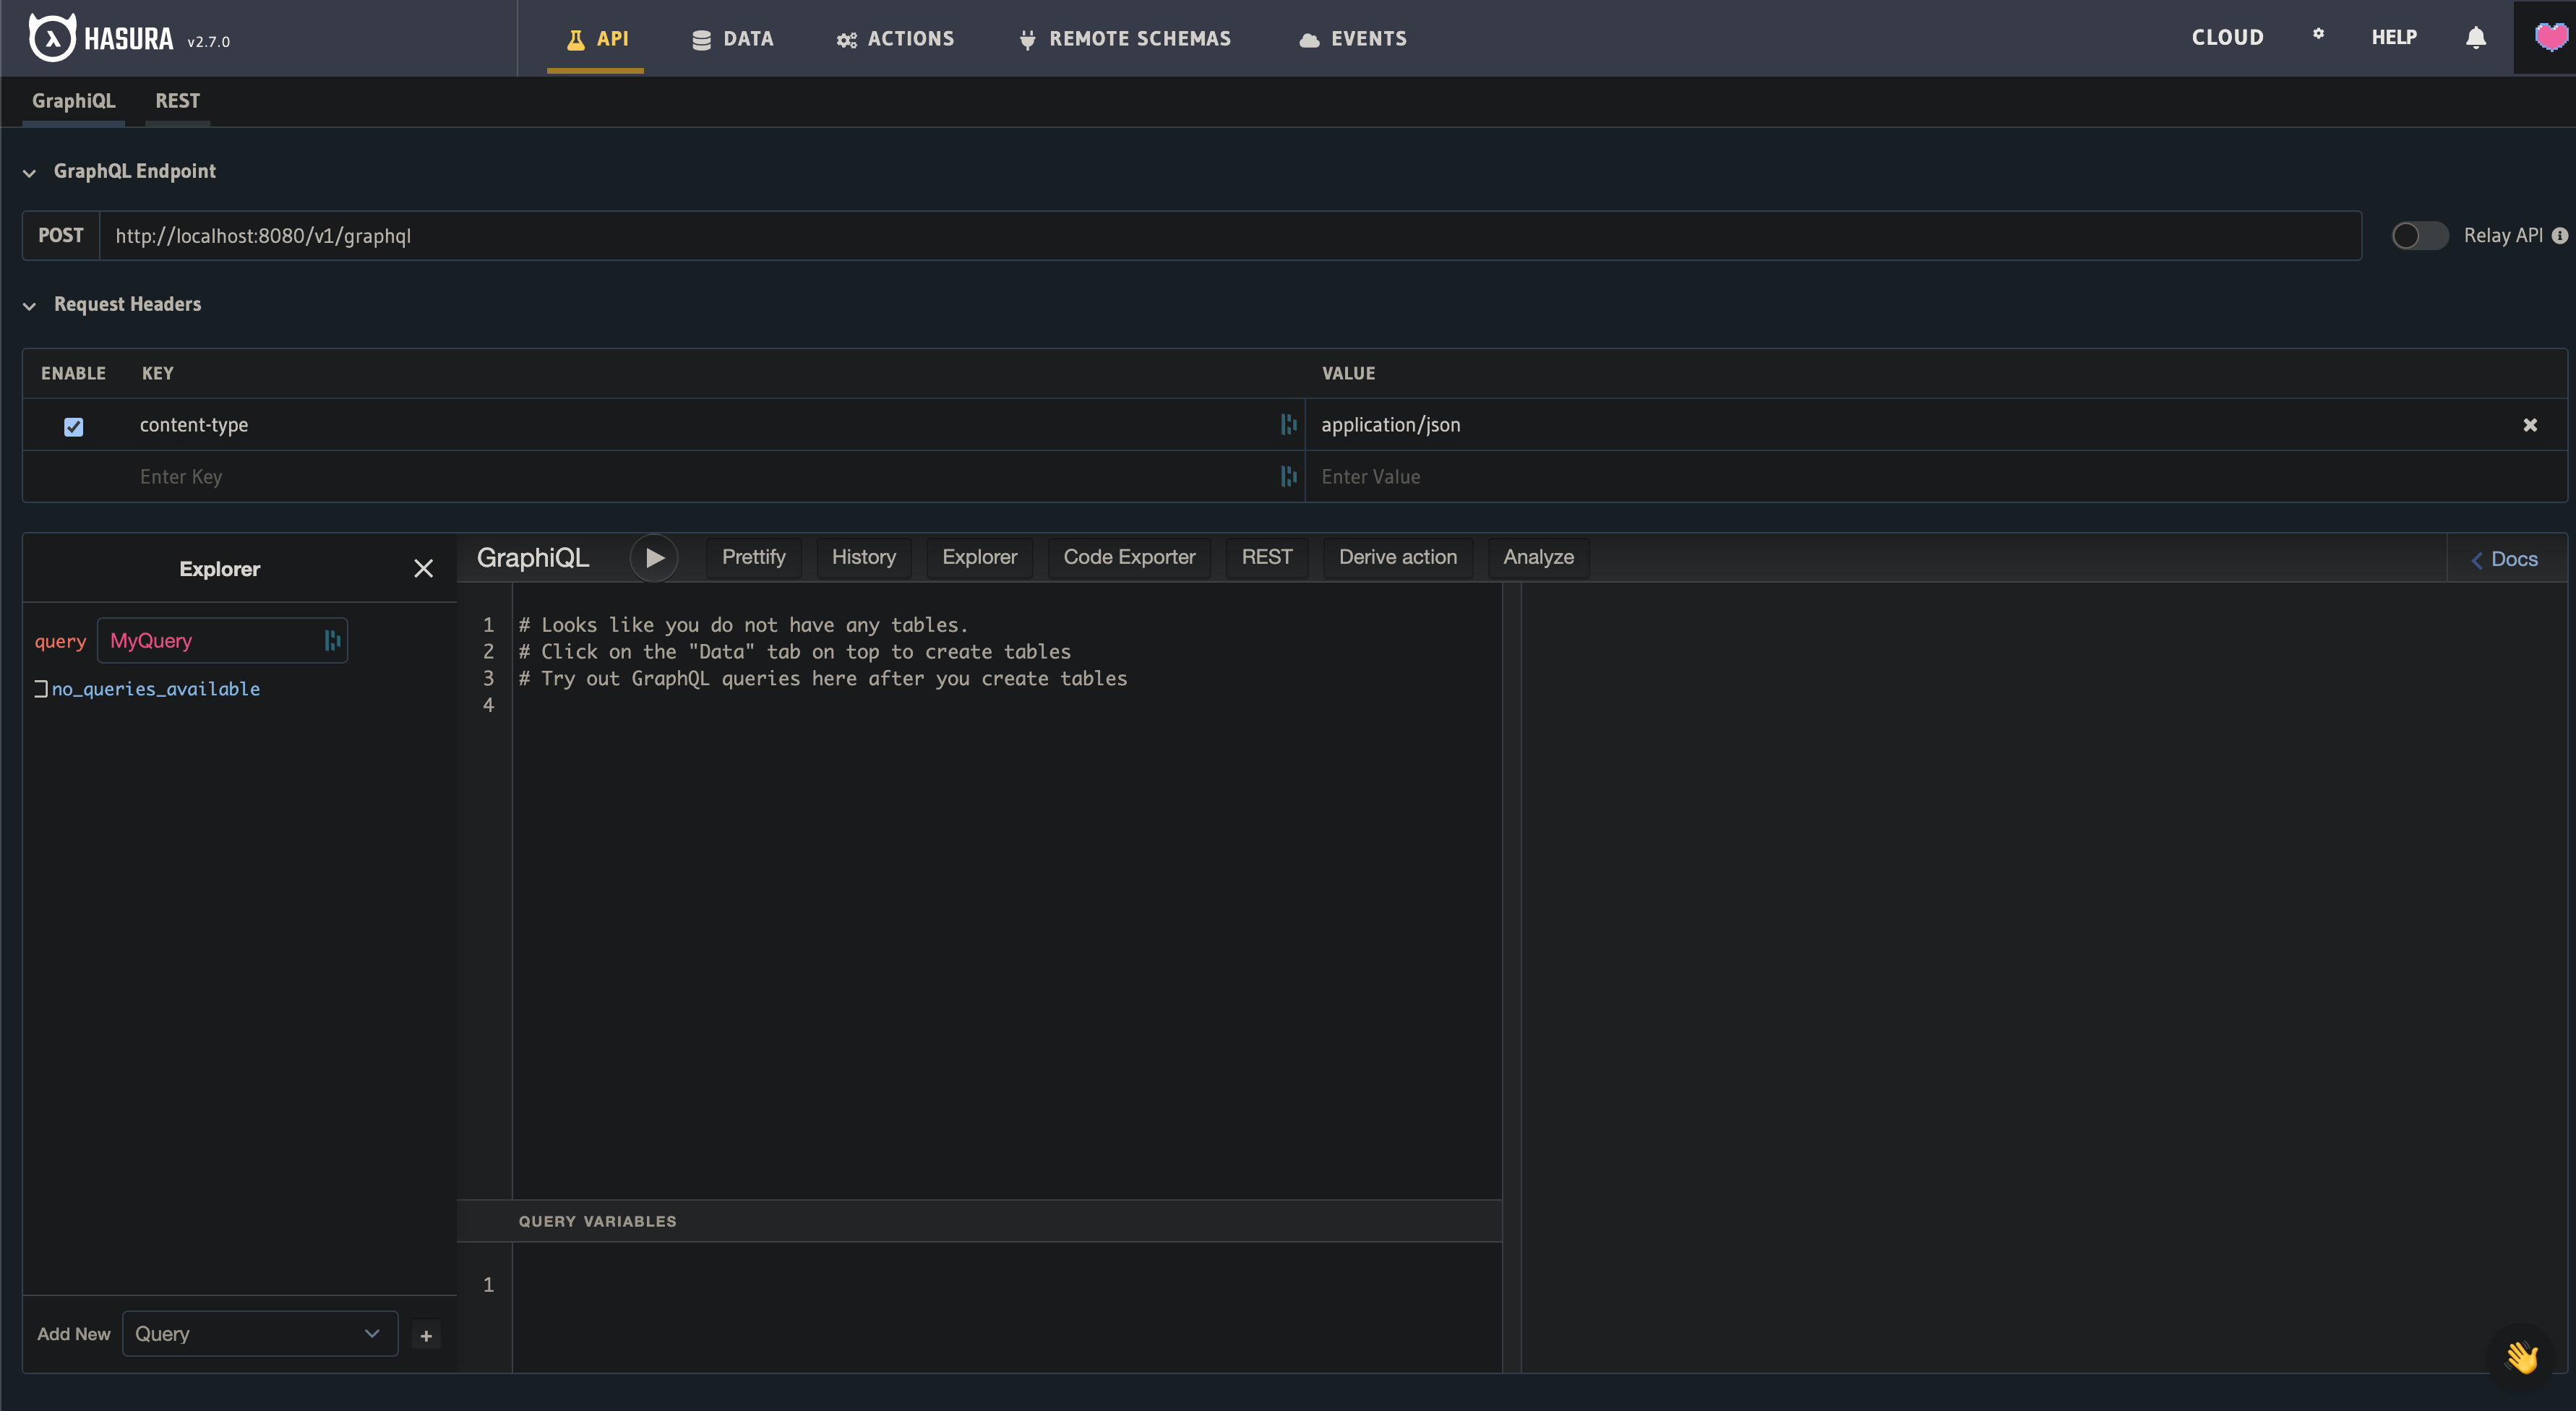 HASURA v2.7.0 API DATA ACTIONS REMOTE SCHEMAS EVENTS CLOUD HELP
GraphiQL REST
GraphQL Endpoint
POST http://localhost:8080/v1/graphql Relay API
Request Headers
ENABLE KEY VALUE
content-type application/json
Enter Key Enter Value
Explorer
GraphiQL Prettify History Explorer Code Exporter REST Derive action Analyze Docs
query MyQuery
no_queries_available
1 # Looks like you do not have any tables.
2 # Click on the "Data" tab on top to create tables
3 # Try out GraphQL queries here after you create tables
4
QUERY VARIABLES
1
Add New Query +